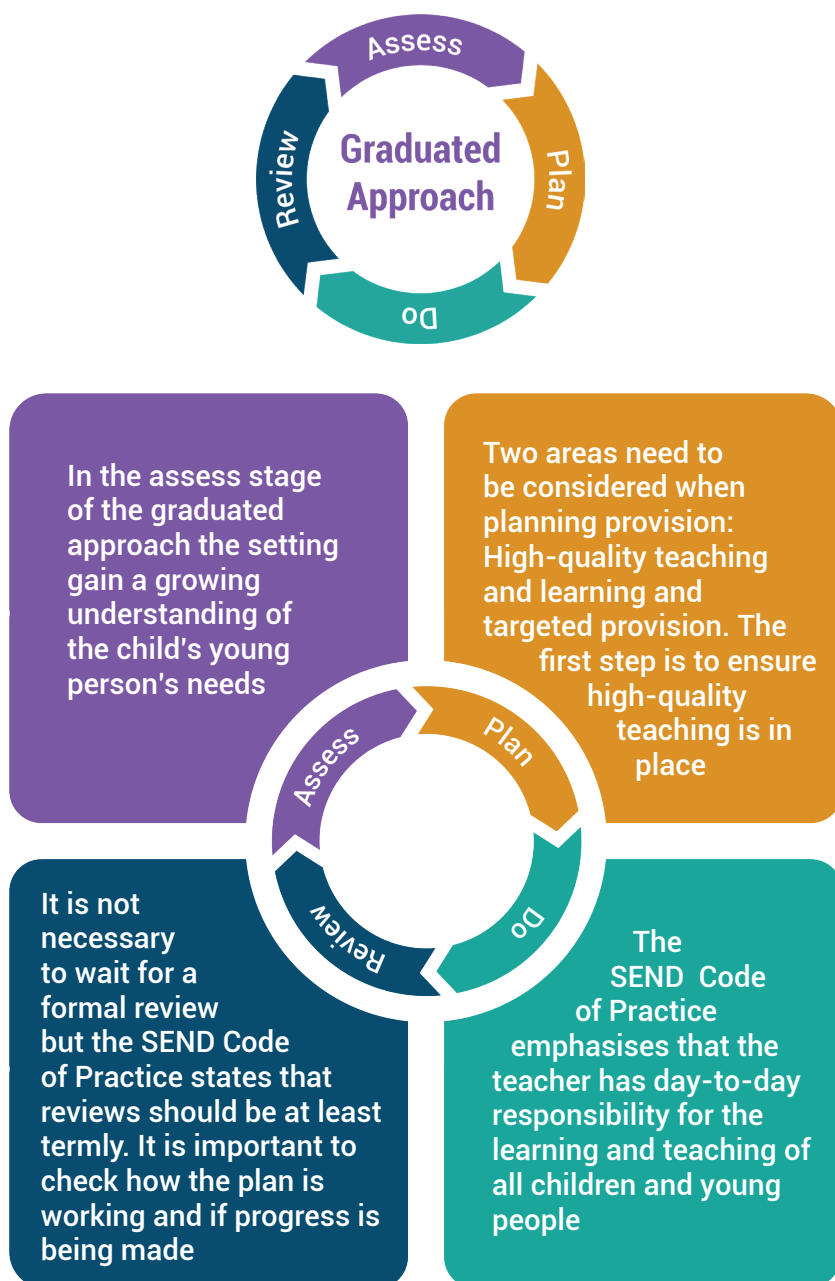 Assess
Plan
Do
Review
Graduated
Approach
In the assess stage
of the graduated
approach the setting
gain a growing
understanding of
the child's young
person's needs
Two areas need to
be considered when
planning provision:
High-quality teaching
and learning and
targeted provision. The
first step is to ensure
high-quality
teaching is in
place
Assess
Plan
Do
Review
It is not
necessary
to wait for a
formal review
but the SEND Code
of Practice states that
reviews should be at least
termly. It is important to
check how the plan is
working and if progress is
being made
The
SEND Code
of Practice
emphasises that the
teacher has day-to-day
responsibility for the
learning and teaching of
all children and young
people